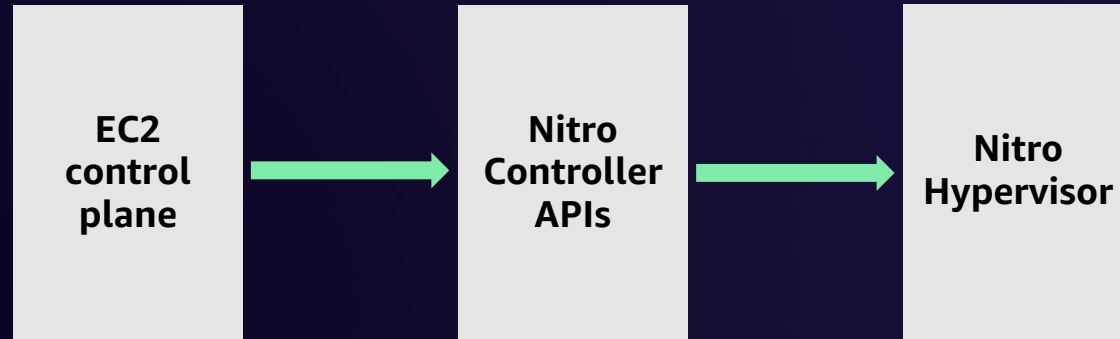 EC2
control
plane
Nitro
Controller
APIs
Nitro
Hypervisor